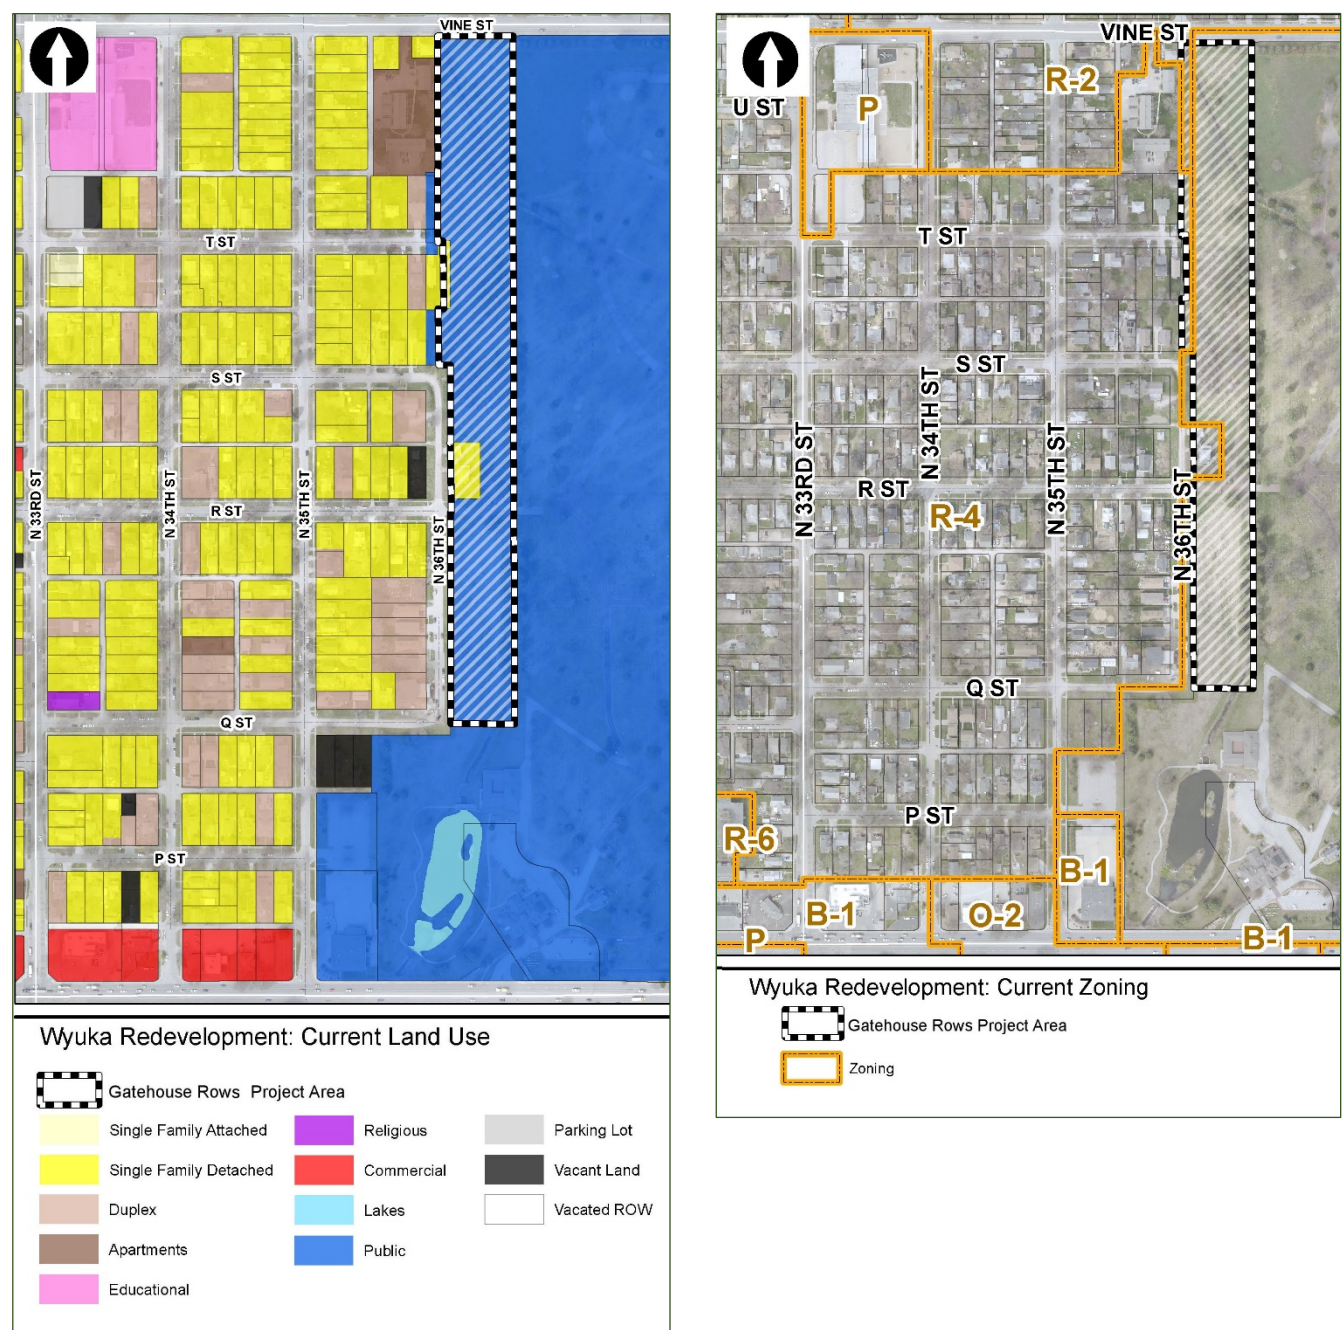 VINE ST
T ST
S ST
N 33RD ST
N 34TH ST
N 35TH ST
R ST
N 36TH ST
Q ST
P ST
Wyuka Redevelopment: Current Land Use
Gatehouse Rows Project Area
Single Family Attached
Single Family Detached
Duplex
Apartments
Educational
Religious
Commercial
Lakes
Public
Parking Lot
Vacant Land
Vacated ROW
VINE ST
R-2
U ST
P
T ST
S ST
N 34TH ST
N 33RD ST
N 35TH ST
R ST
N 36TH ST
R-4
Q ST
P ST
R-6
B-1
B-1
O-2
P
B-1
Wyuka Redevelopment: Current Zoning
Gatehouse Rows Project Area
Zoning